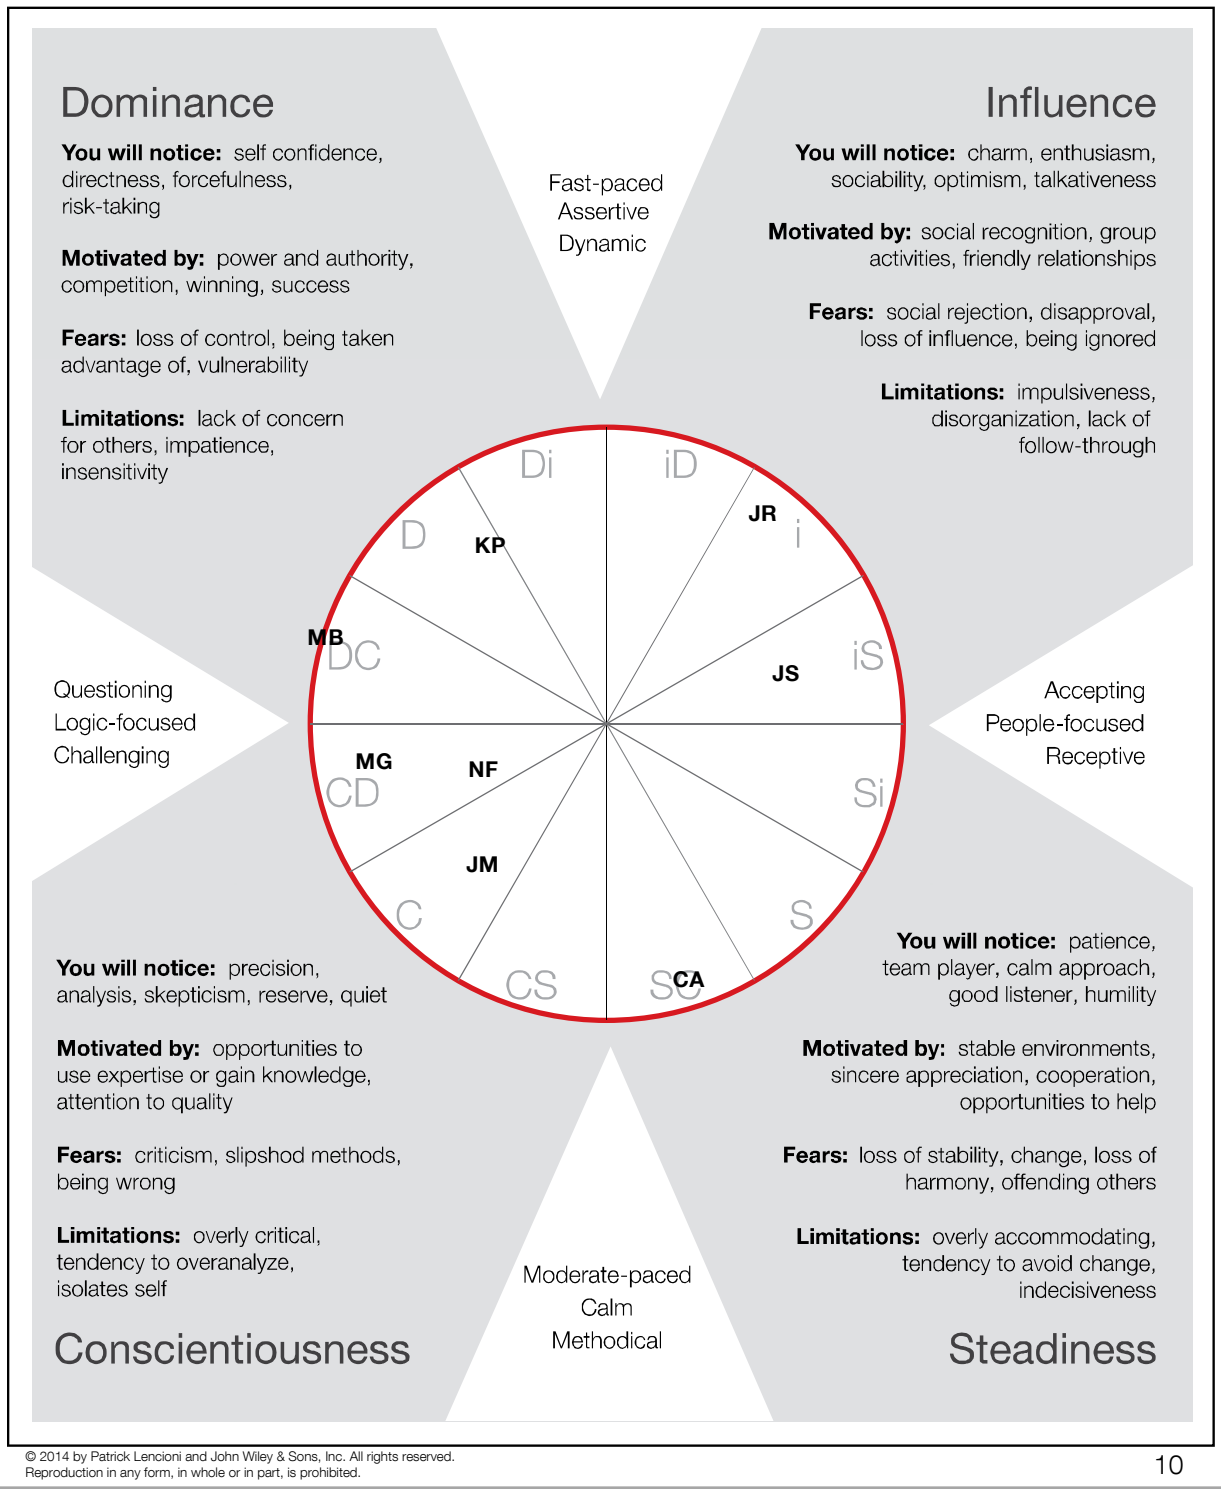 Dominance
You will notice: self confidence,
directness, forcefulness,
risk-taking
Motivated by: power and authority,
competition, winning, success
Fears: loss of control, being taken
advantage of, vulnerability
Limitations: lack of concern
for others, impatience,
insensitivity
Fast-paced
Assertive
Dynamic
Influence
You will notice: charm, enthusiasm,
sociability, optimism, talkativeness
Motivated by: social recognition, group
activities, friendly relationships
Fears: social rejection, disapproval,
loss of influence, being ignored
Limitations: impulsiveness,
disorganization, lack of
follow-through
Di
iD
D
KP
JR
i
MB
DC
JS
iS
Questioning
Logic-focused
Challenging
Accepting
People-focused
Receptive
MG
NF
CD
Si
JM
C
S
CS
SC
CA
You will notice: precision,
analysis, skepticism, reserve, quiet
Motivated by: opportunities to
use expertise or gain knowledge,
attention to quality
Fears: criticism, slipshod methods,
being wrong
Limitations: overly critical,
tendency to overanalyze,
isolates self
Conscientiousness
Moderate-paced
Calm
Methodical
You will notice: patience,
team player, calm approach,
good listener, humility
Motivated by: stable environments,
sincere appreciation, cooperation,
opportunities to help
Fears: loss of stability, change, loss of
harmony, offending others
Limitations: overly accommodating,
tendency to avoid change,
indecisiveness
Steadiness
© 2014 by Patrick Lencioni and John Wiley & Sons, Inc. All rights reserved.
Reproduction in any form, in whole or in part, is prohibited.
10